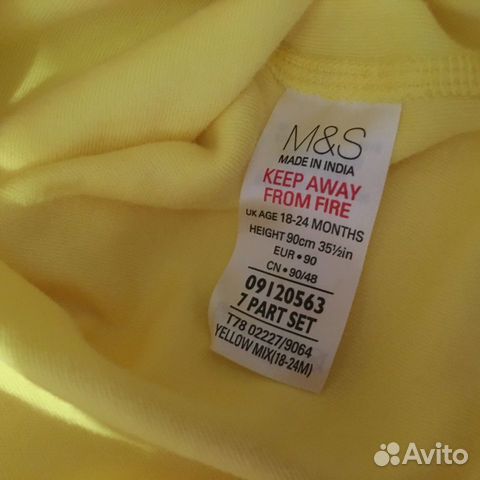 M&S
MADE IN INDIA
KEEP AWAY
FROM FIRE
UK AGE 18-24 MONTHS
HEIGHT 90cm 35½in
EUR • 90
CN • 90/48
09120563
7 PART SET
T78 02227/9064
YELLOW MIX(18-24M)
Avito